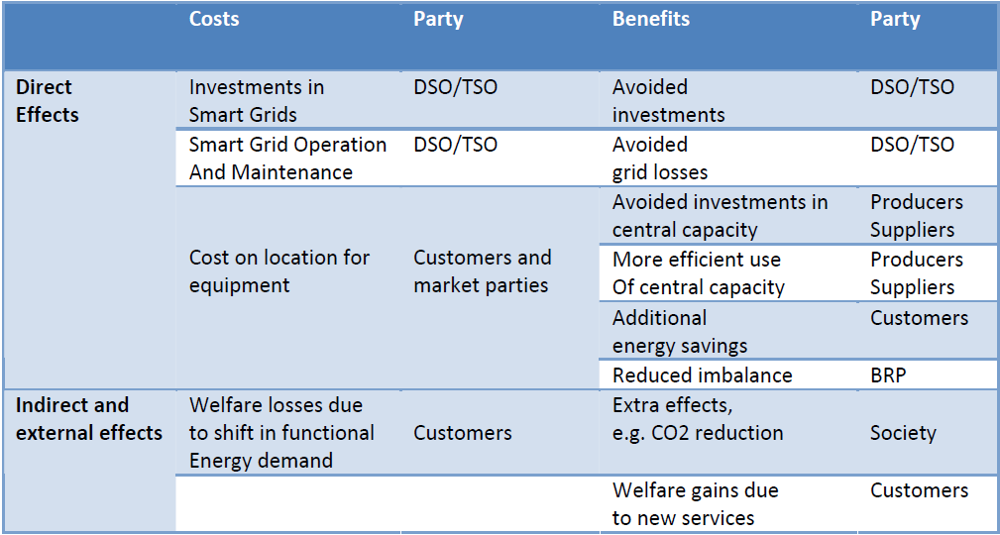 Costs Party Benefits Party
Direct Effects
Investments in Smart Grids
DSO/TSO
Avoided investments
DSO/TSO
Smart Grid Operation
And Maintenance
DSO/TSO
Avoided
grid losses
DSO/TSO
Cost on location for
equipment
Customers and
market parties
Avoided investments in
central capacity
Producers
Suppliers
More efficient use
Of central capacity
Producers
Suppliers
Additional
energy savings
Customers
Reduced imbalance
BRP
Indirect and
external effects
Welfare losses due
to shift in functional
Energy demand
Customers
Extra effects,
e.g. CO2 reduction
Society
Welfare gains due
to new services
Customers